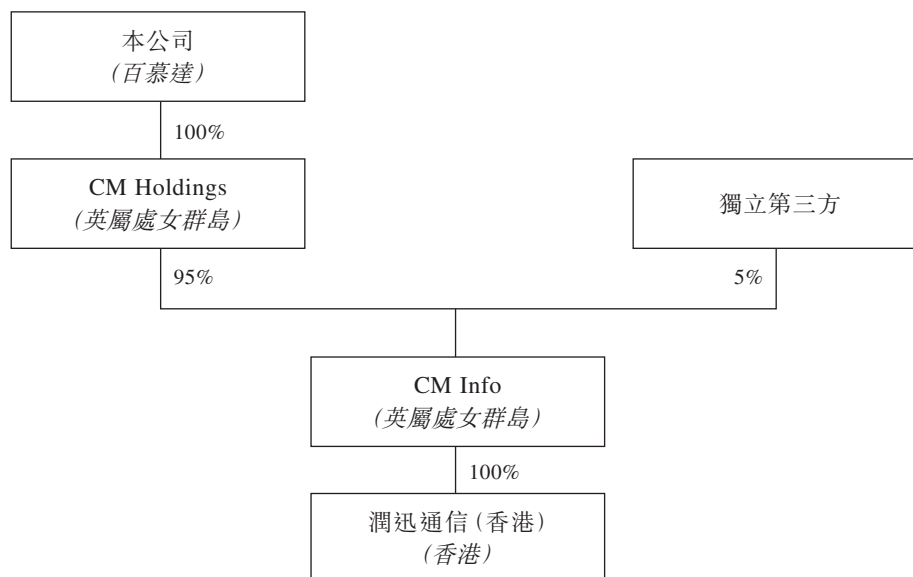 本公司
(百慕達)
100%
CM Holdings
(英屬處女群島)
獨立第三方
95%
5%
CM Info
(英屬處女群島)
100%
潤迅通信(香港)
(香港)